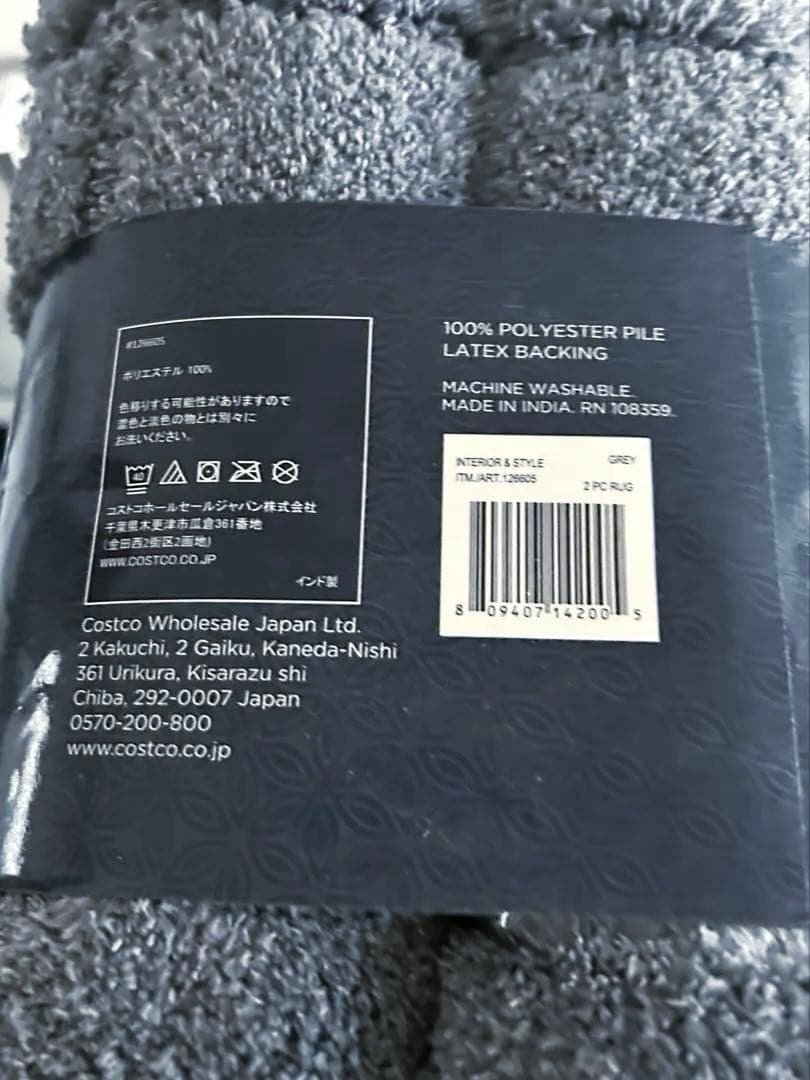 #126605
ポリエステル 100%
色移りする可能性がありますので
濃色と淡色の物とは別々に
お洗いください。
40
コストコホールセールジャパン株式会社
千葉県木更津市瓜倉361番地
(金田西2街区2画地)
WWW.COSTCO.CO.JP
インド製
Costco Wholesale Japan Ltd.
2 Kakuchi, 2 Gaiku, Kaneda-Nishi
361 Urikura, Kisarazu shi
Chiba, 292-0007 Japan
0570-200-800
www.costco.co.jp
100% POLYESTER PILE
LATEX BACKING
MACHINE WASHABLE.
MADE IN INDIA. RN 108359.
INTERIOR & STYLE GREY
ITM./ART.126605 2 PC RUG
8 09407 14200 5